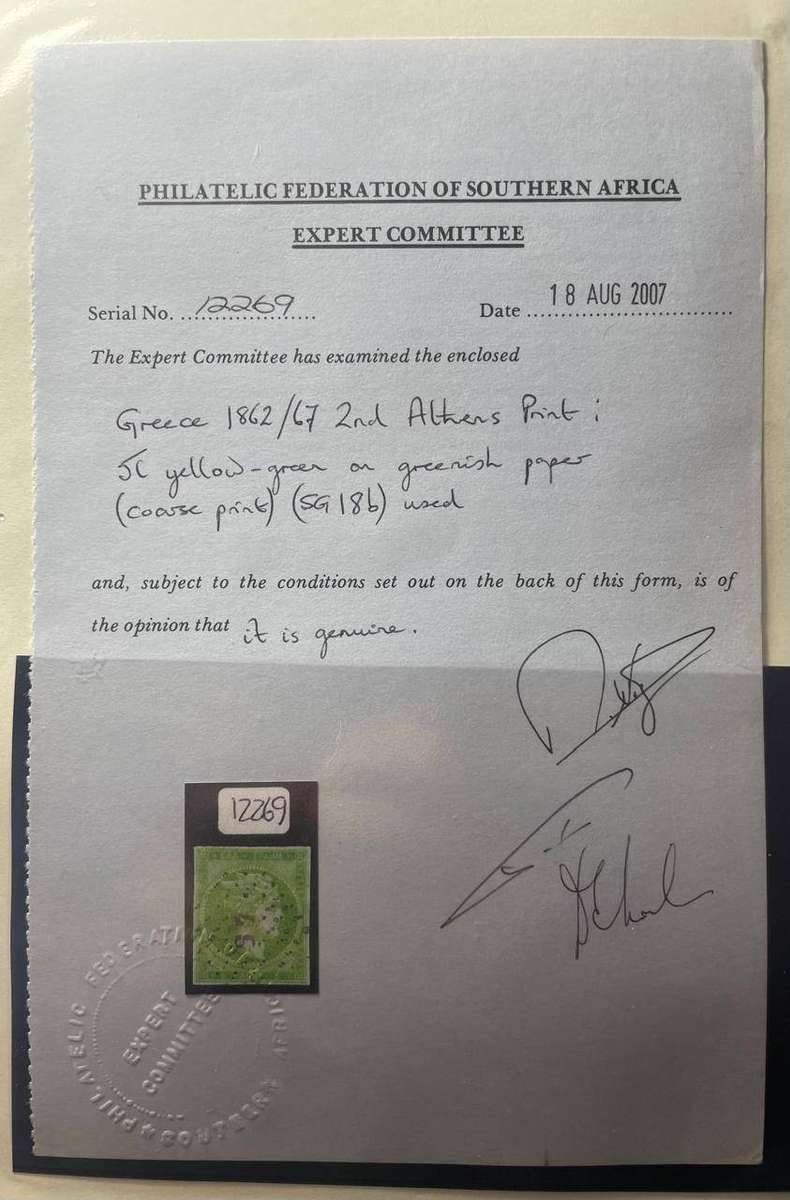 PHILATELIC FEDERATION OF SOUTHERN AFRICA
EXPERT COMMITTEE
Serial No. ...12269...
Date ...18 AUG 2007...
The Expert Committee has examined the enclosed
Greece 1862/67 2nd Athens Print:
5l yellow-green on greenish paper
(coarse print) (SG 18b) used
and, subject to the conditions set out on the back of this form, is of
the opinion that it is genuine.
12269
PHILATELIC FEDERATION OF SOUTHERN AFRICA
EXPERT
COMMITTEE